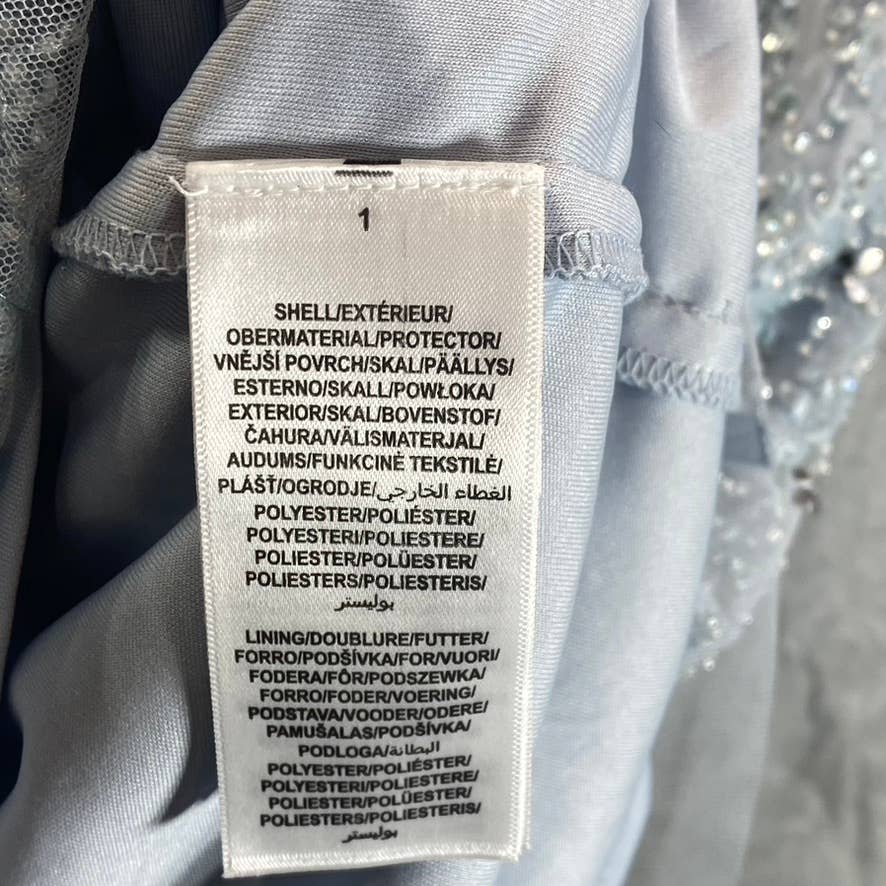 1
SHELL/EXTÉRIEUR/
OBERMATERIAL/PROTECTOR/
VNĚJŠÍ POVRCH/SKAL/PÄÄLLYS/
ESTERNO/SKALL/POWŁOKA/
EXTERIOR/SKAL/BOVENSTOF/
ČAHURA/VÄLISMATERJAL/
AUDUMS/FUNKCINĖ TEKSTILĖ/
PLÁŠŤ/OGRODJE/الغطاء الخارجي
POLYESTER/POLIÉSTER/
POLYESTERI/POLIESTERE/
POLIESTER/POLÜESTER/
POLIESTERS/POLIESTERIS/
بوليستر
LINING/DOUBLURE/FUTTER/
FORRO/PODŠÍVKA/FOR/VUORI/
FODERA/FÔR/PODSZEWKA/
FORRO/FODER/VOERING/
PODSTAVA/VOODER/ODERE/
PAMUŠALAS/PODŠÍVKA/
PODLOGA/البطانة
POLYESTER/POLIÉSTER/
POLYESTERI/POLIESTERE/
POLIESTER/POLÜESTER/
POLIESTERS/POLIESTERIS/
بوليستر